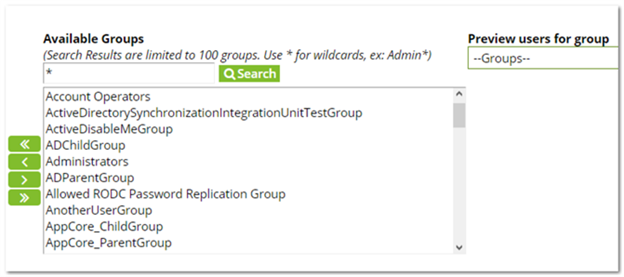 Available Groups
(Search Results are limited to 100 groups. Use * for wildcards, ex: Admin*)
*
Search
Account Operators
ActiveDirectorySynchronizationIntegrationUnitTestGroup
ActiveDisableMeGroup
ADChildGroup
Administrators
ADParentGroup
Allowed RODC Password Replication Group
AnotherUserGroup
AppCore_ChildGroup
AppCore_ParentGroup
Preview users for group
--Groups--